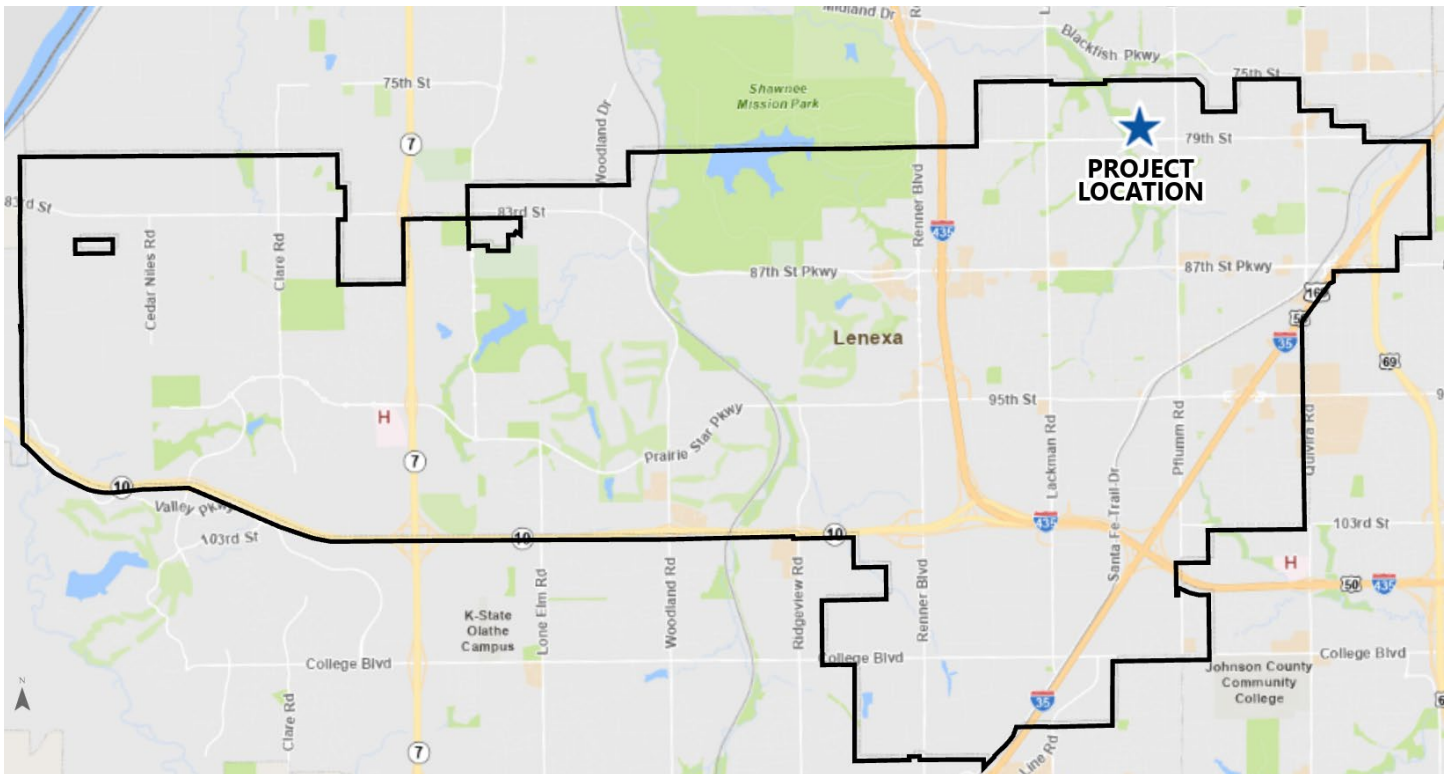 Midland Dr
Blackfish Pkwy
75th St
75th St
Shawnee
Mission Park
Woodland Dr
7
79th St
PROJECT
LOCATION
83rd St
83rd St
Renner Blvd
435
Cedar Niles Rd
Clare Rd
87th St Pkwy
87th St Pkwy
169
Lenexa
35
69
95th St
H
Prairie Star Pkwy
Lackman Rd
Pflumm Rd
Quivira Rd
7
10
Valley Pkwy
103rd St
10
10
435
Santa Fe Trail Dr
103rd St
H
50
435
K-State
Olathe
Campus
Lone Elm Rd
Woodland Rd
Ridgeview Rd
Renner Blvd
College Blvd
College Blvd
College Blvd
Johnson County
Community
College
N
Clare Rd
35
7
Line Rd